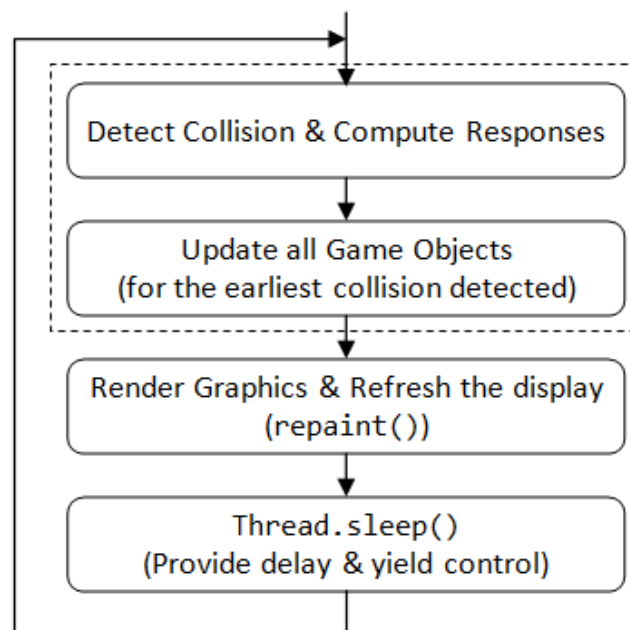 Detect Collision & Compute Responses
Update all Game Objects
(for the earliest collision detected)
Render Graphics & Refresh the display
(repaint())
Thread.sleep()
(Provide delay & yield control)